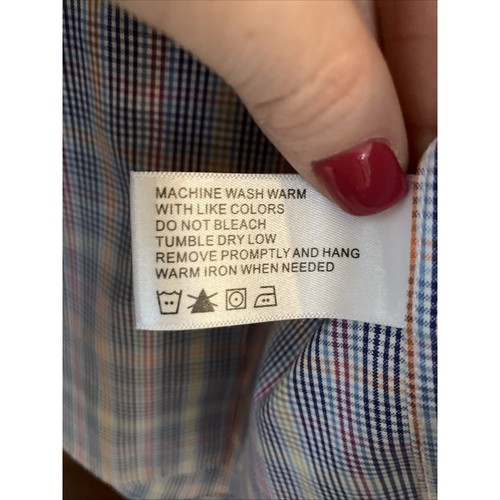 MACHINE WASH WARM
WITH LIKE COLORS
DO NOT BLEACH
TUMBLE DRY LOW
REMOVE PROMPTLY AND HANG
WARM IRON WHEN NEEDED